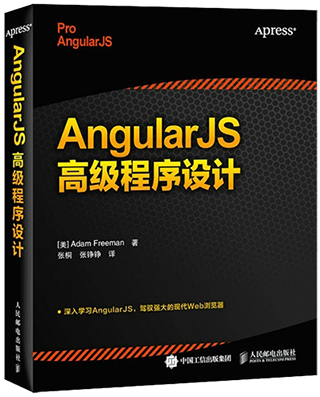 Apress®
AngularJS
高级程序设计
人民邮电出版社
Pro
AngularJS
Apress®
AngularJS
高级程序设计
[美] Adam Freeman 著
张桐 张铮铮 译
• 深入学习AngularJS，驾驭强大的现代Web浏览器
中国工信出版集团
人民邮电出版社
POSTS & TELECOM PRESS